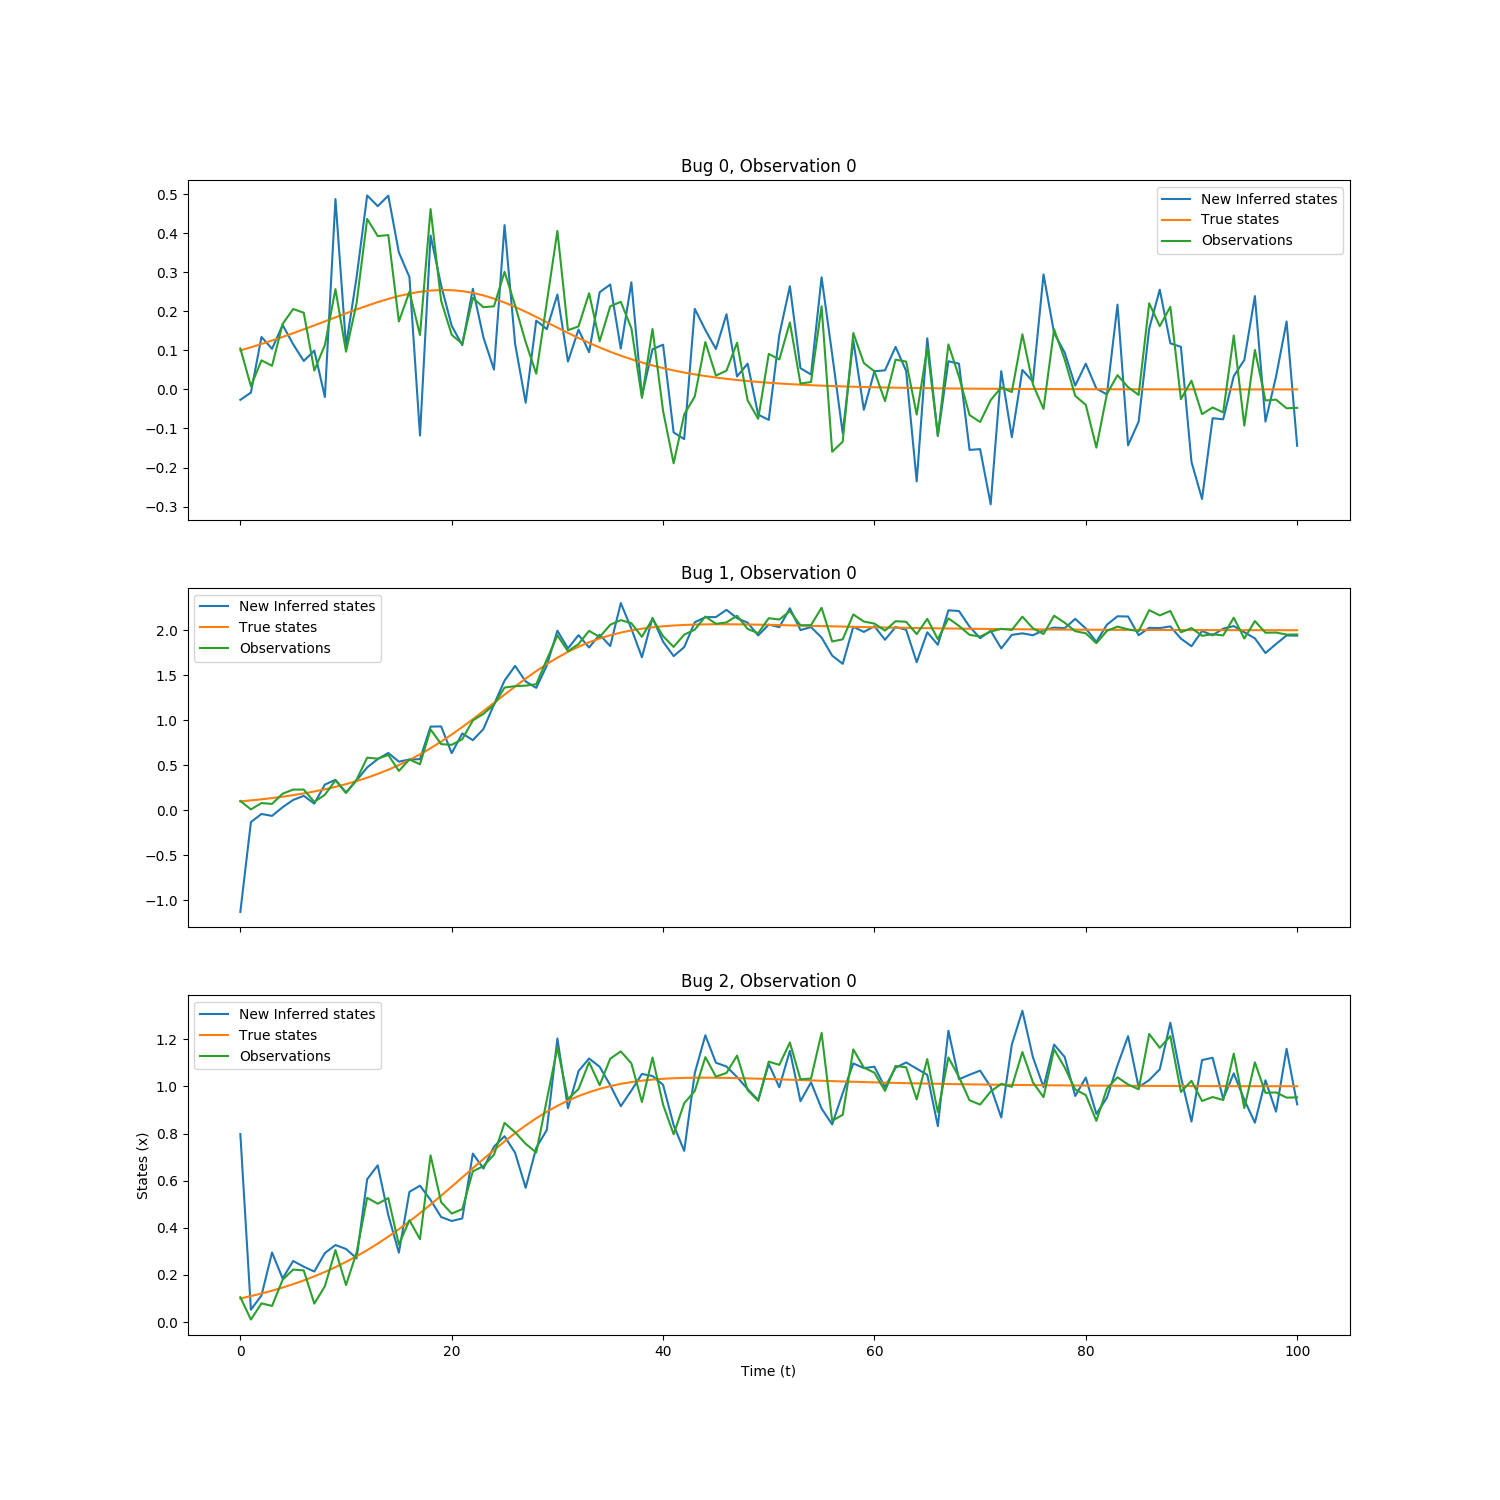 Bug 0, Observation 0
0.5
0.4
0.3
0.2
0.1
0.0
−0.1
−0.2
−0.3
New Inferred states
True states
Observations
Bug 1, Observation 0
2.0
1.5
1.0
0.5
0.0
−0.5
−1.0
New Inferred states
True states
Observations
Bug 2, Observation 0
States (x)
1.2
1.0
0.8
0.6
0.4
0.2
0.0
New Inferred states
True states
Observations
0 20 40 60 80 100
Time (t)